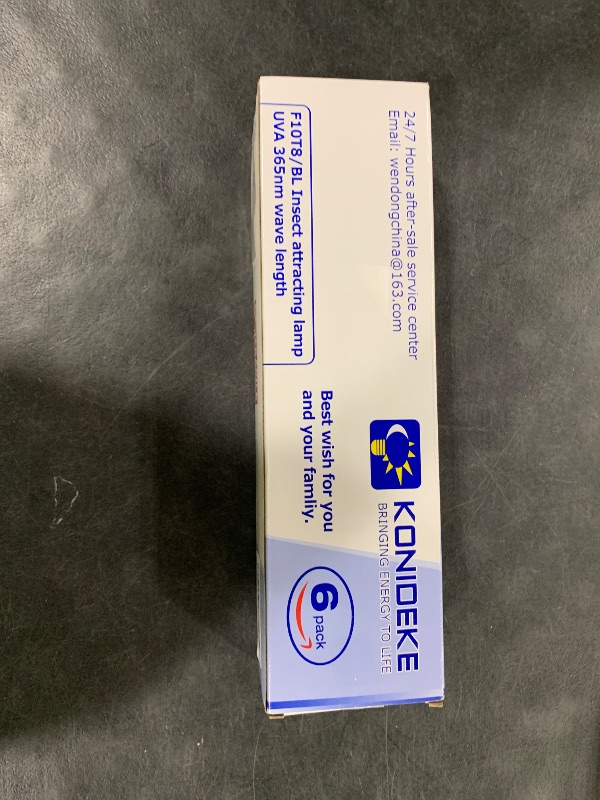 24/7 Hours after-sale service center
Email: wendongchina@163.com
KONIDEKE
BRINGING ENERGY TO LIFE
F10T8/BL Insect attracting lamp
UVA 365nm wave length
Best wish for you
and your famliy.
6
pack